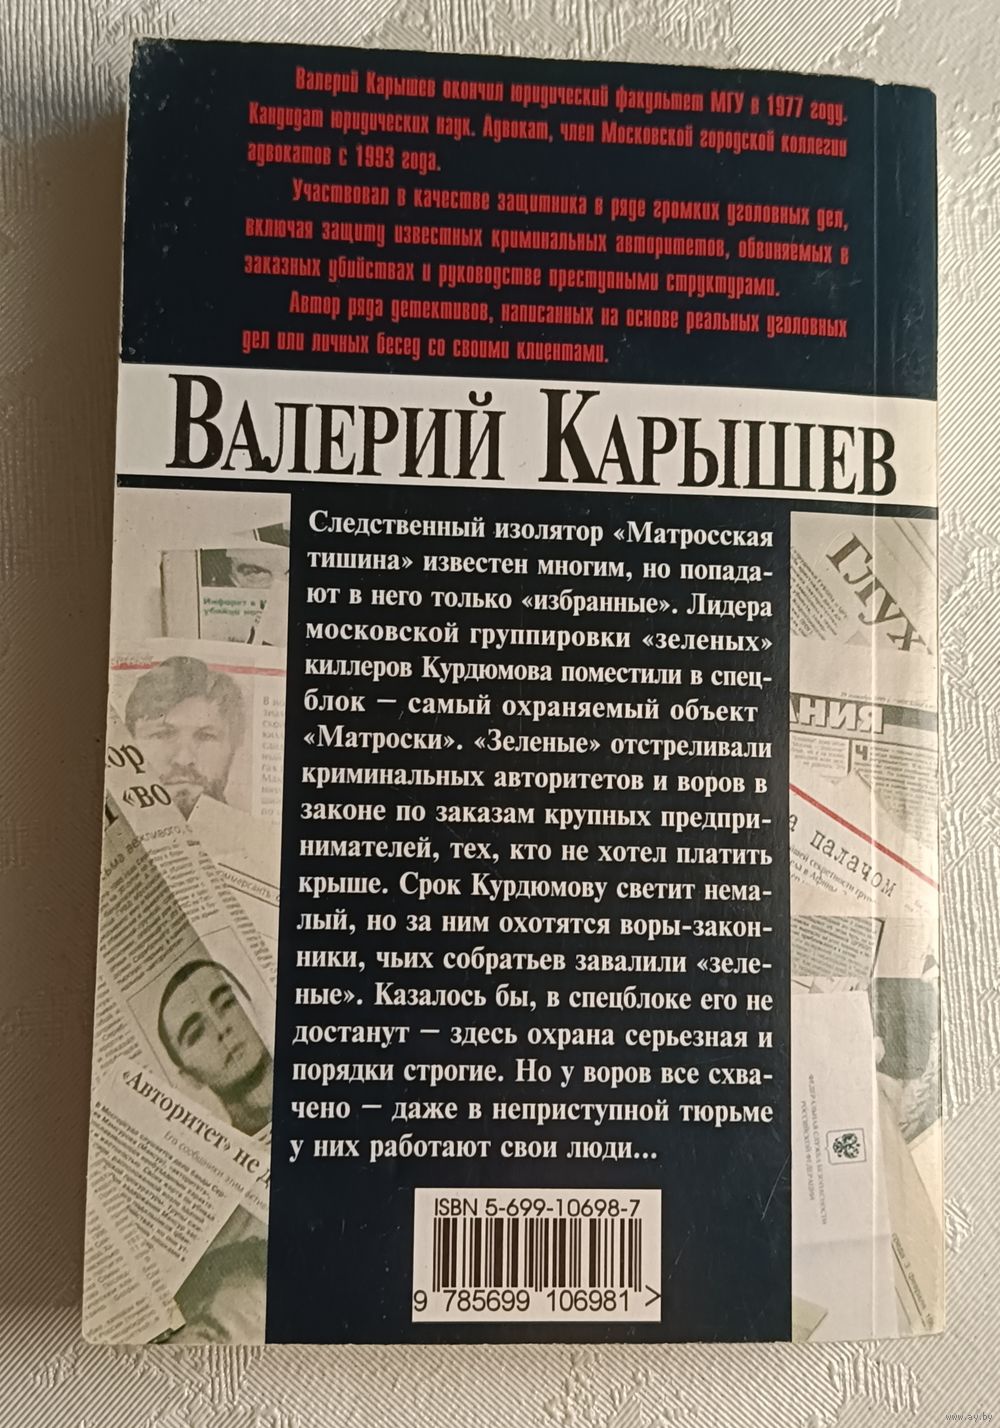 Валерий Карышев окончил юридический факультет МГУ в 1977 году.
Кандидат юридических наук. Адвокат, член Московской городской коллегии
адвокатов с 1993 года.
Участвовал в качестве защитника в ряде громких уголовных дел,
включая защиту известных криминальных авторитетов, обвиняемых в
заказных убийствах и руководстве преступными структурами.
Автор ряда детективов, написанных на основе реальных уголовных
дел или личных бесед со своими клиентами.
ВАЛЕРИЙ КАРЫШЕВ
Следственный изолятор «Матросская
тишина» известен многим, но попада-
ют в него только «избранные». Лидера
московской группировки «зеленых»
киллеров Курдюмова поместили в спец-
блок – самый охраняемый объект
«Матроски». «Зеленые» отстреливали
криминальных авторитетов и воров в
законе по заказам крупных предпри-
нимателей, тех, кто не хотел платить
крыше. Срок Курдюмову светит нема-
лый, но за ним охотятся воры-закон-
ники, чьих собратьев завалили «зеле-
ные». Казалось бы, в спецблоке его не
достанут – здесь охрана серьезная и
порядки строгие. Но у воров все схва-
чено – даже в неприступной тюрьме
у них работают свои люди...
ГЛУХ
а палачом
«Авторитет» не д
Его сообщники этим
ISBN 5-699-10698-7
9 785699 106981 >
www.ay.by